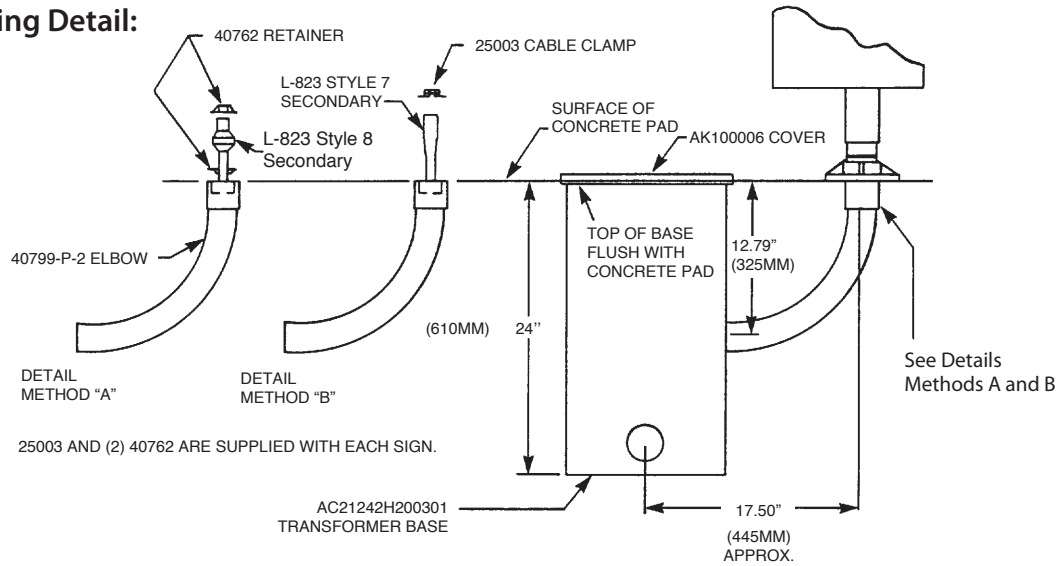 ing Detail:
40762 RETAINER
25003 CABLE CLAMP
L-823 STYLE 7
SECONDARY
L-823 Style 8
Secondary
SURFACE OF
CONCRETE PAD
AK100006 COVER
TOP OF BASE
FLUSH WITH
CONCRETE PAD
12.79”
(325MM)
40799-P-2 ELBOW
(610MM) 24’’
See Details
Methods A and B
DETAIL
METHOD “A”
DETAIL
METHOD “B”
25003 AND (2) 40762 ARE SUPPLIED WITH EACH SIGN.
AC21242H200301
TRANSFORMER BASE
17.50”
(445MM)
APPROX.